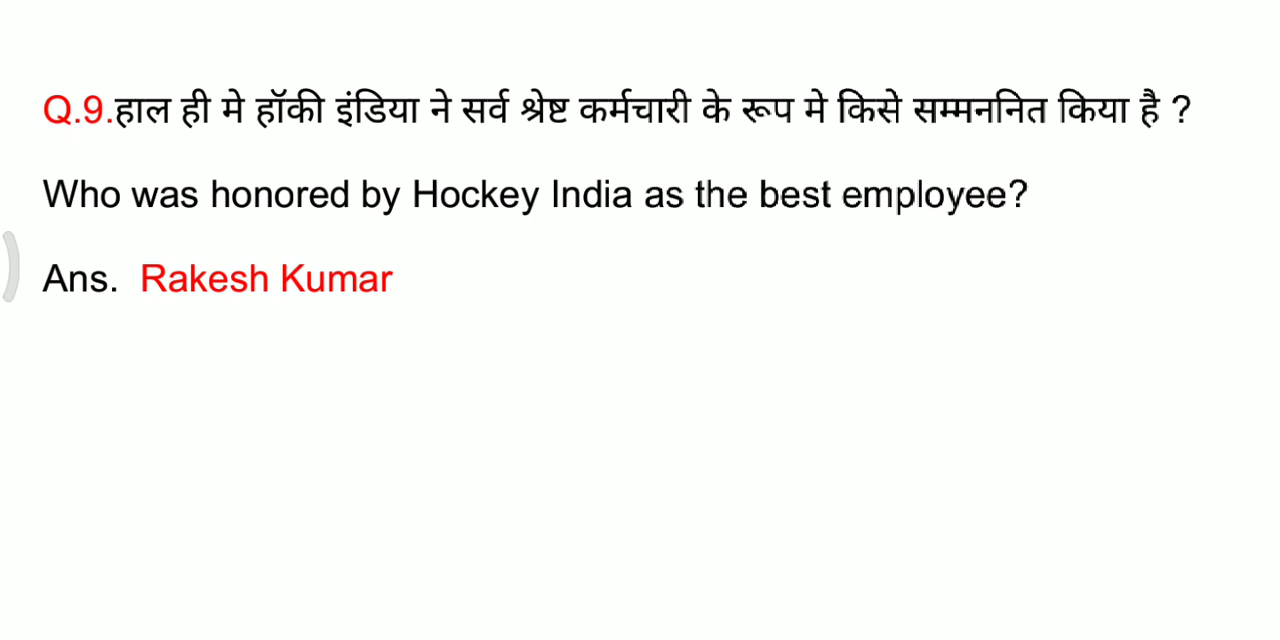 Q.9.हाल ही मे हॉकी इंडिया ने सर्व श्रेष्ट कर्मचारी के रूप मे किसे सम्मननित किया है ?
Who was honored by Hockey India as the best employee?
Ans. Rakesh Kumar